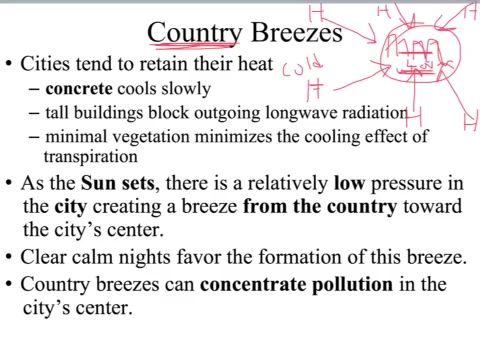 Country Breezes
H
H
H
H
H
H
cold
• Cities tend to retain their heat
– concrete cools slowly
– tall buildings block outgoing longwave radiation
– minimal vegetation minimizes the cooling effect of
transpiration
• As the Sun sets, there is a relatively low pressure in
the city creating a breeze from the country toward
the city's center.
• Clear calm nights favor the formation of this breeze.
• Country breezes can concentrate pollution in the
city's center.